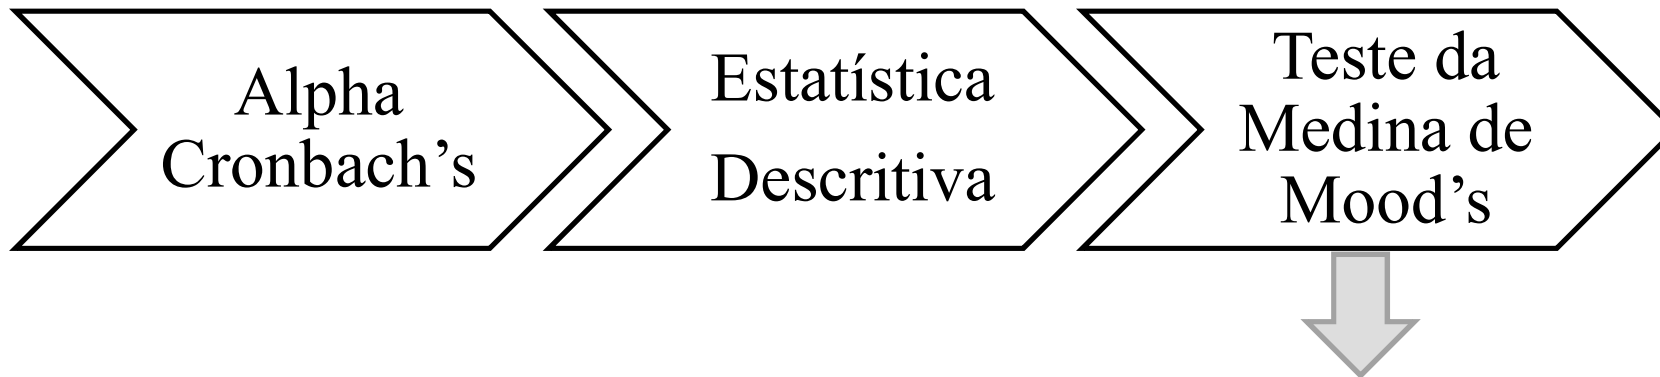 Alpha
Cronbach’s
Estatística
Descritiva
Teste da
Medina de
Mood’s